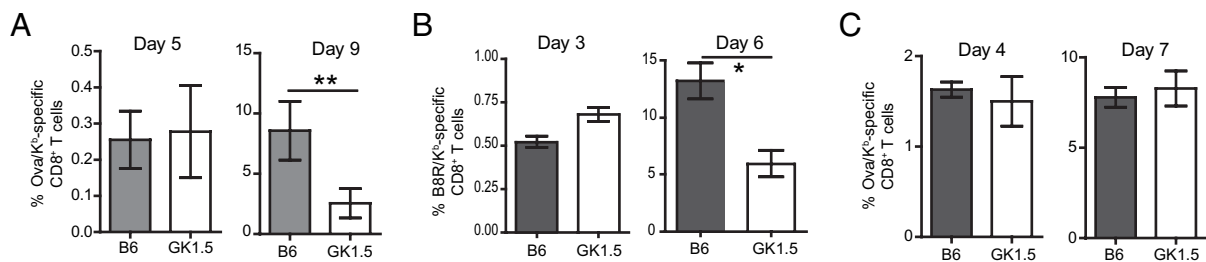 A
Day 5
% Ova/Kᵇ-specific
CD8⁺ T cells
0.5
0.4
0.3
0.2
0.1
0.0
B6 GK1.5
Day 9
15
10
5
0
**
B6 GK1.5
B
Day 3
% B8R/Kᵇ-specific
CD8⁺ T cells
1.00
0.75
0.50
0.25
0.00
B6 GK1.5
Day 6
15
10
5
0
*
B6 GK1.5
C
Day 4
% Ova/Kᵇ-specific
CD8⁺ T cells
2
1
0
B6 GK1.5
Day 7
10
5
0
B6 GK1.5